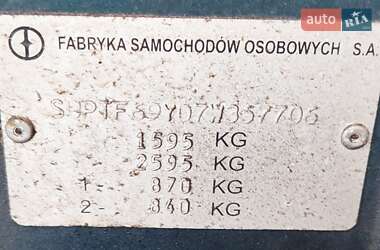 auto RIA
FABRYKA SAMOCHODÓW OSOBOWYCH S.A.
1595 KG
2595 KG
1- 870 KG
2- 840 KG